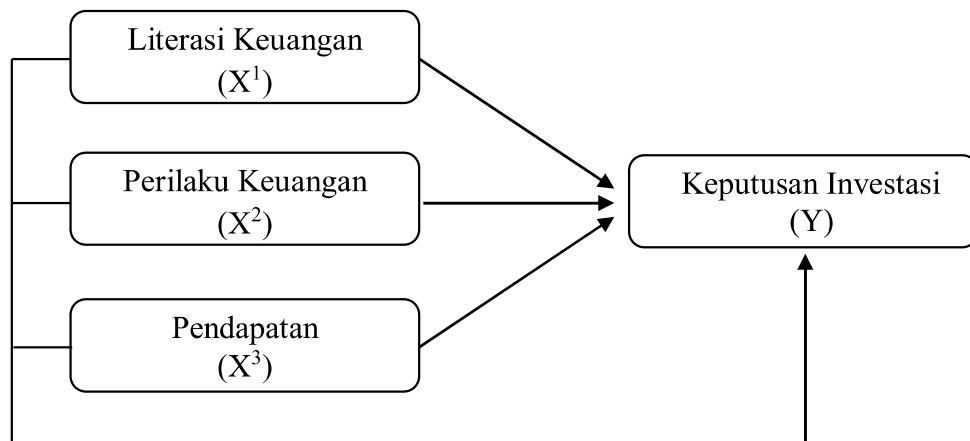 Literasi Keuangan
(X¹)
Perilaku Keuangan
(X²)
Pendapatan
(X³)
Keputusan Investasi
(Y)